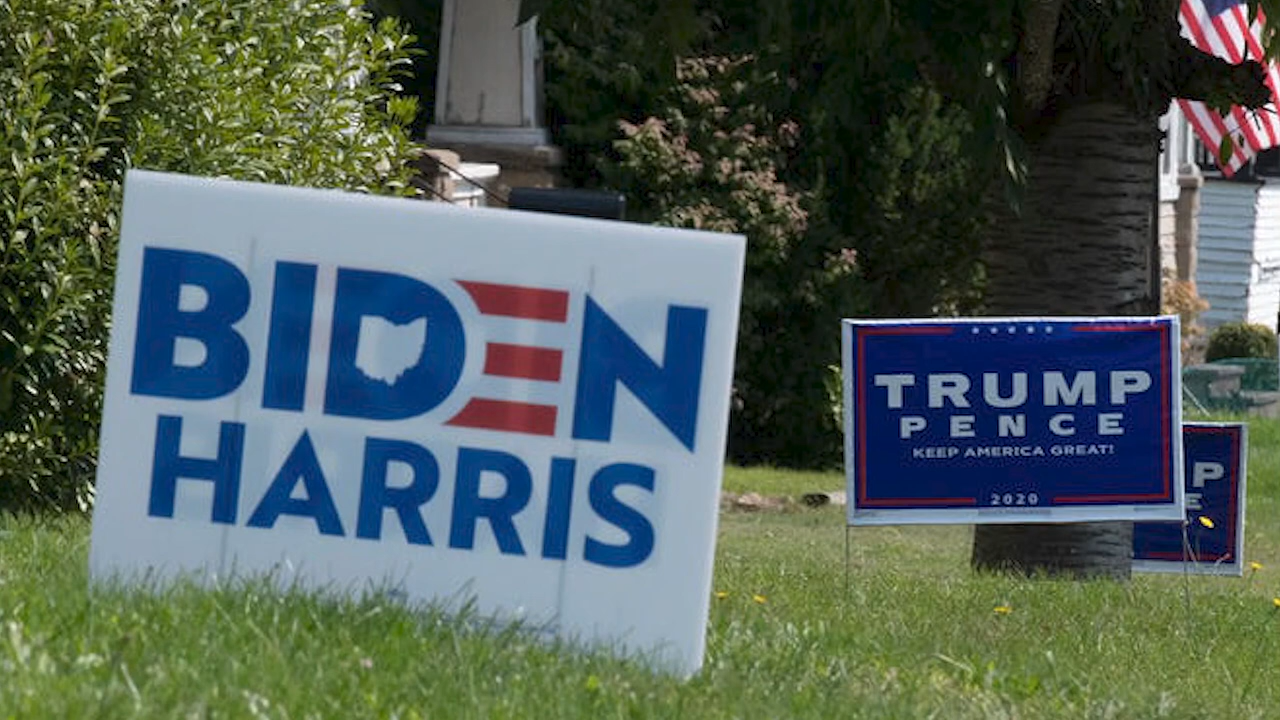 BIDEN
HARRIS
TRUMP
PENCE
KEEP AMERICA GREAT!
2020
P
E